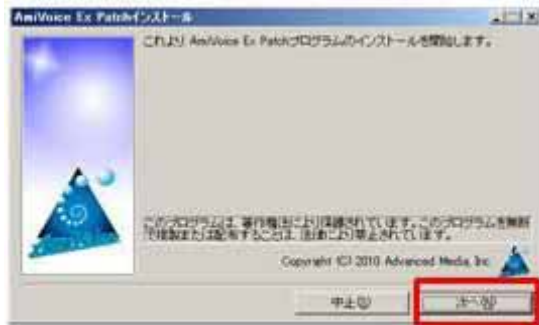 AmiVoice Ex Patchインストール
これより AmiVoice Ex Patchプログラムのインストールを開始します。
このプログラムは、著作権法により保護されています。このプログラムを無断
で複製または配布することは、法律により禁止されています。
Copyright (C) 2010 Advanced Media, Inc
中止
次へ(N)